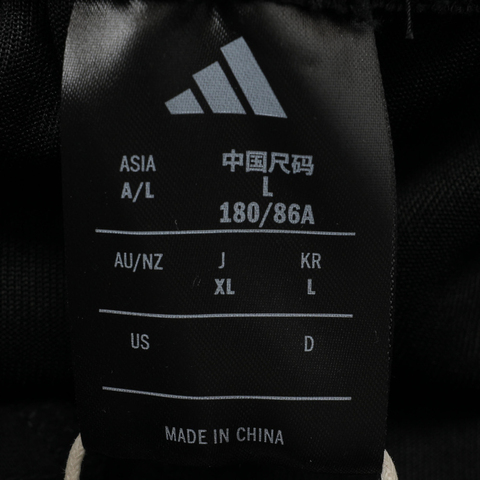 ASIA 中国尺码
A/L L
180/86A
AU/NZ J KR
XL L
US D
MADE IN CHINA